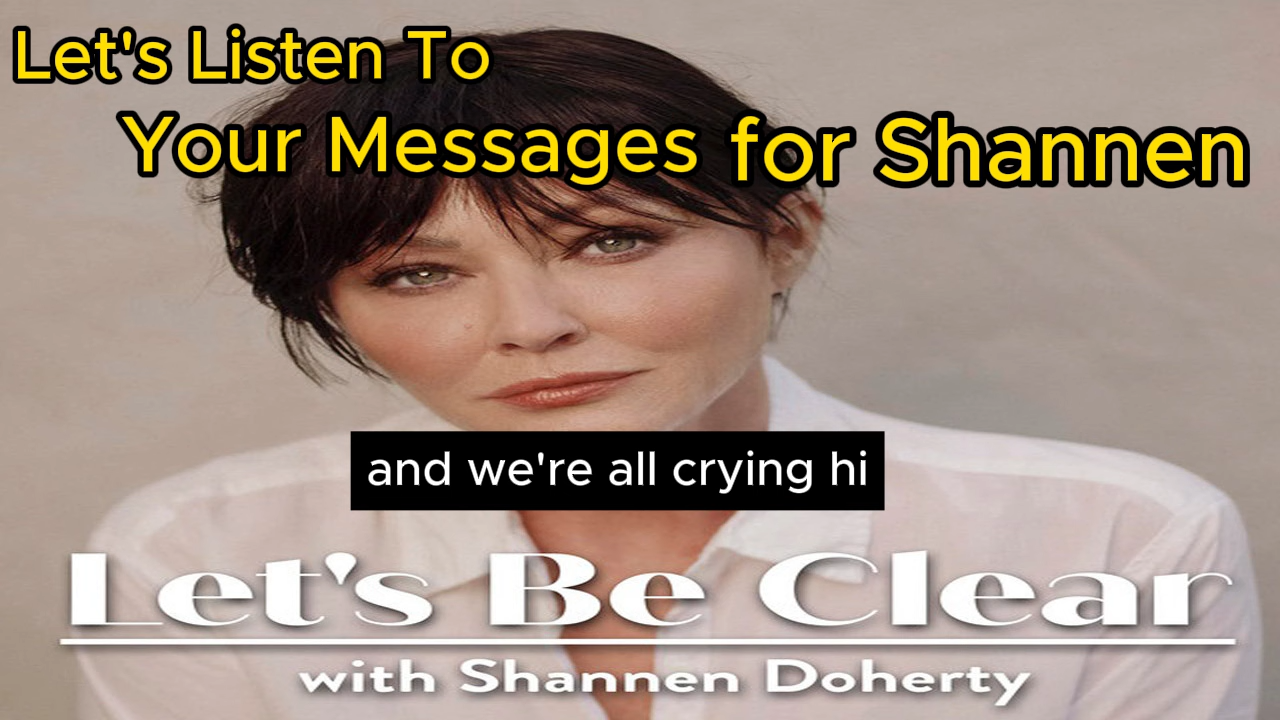 Let's Listen To
Your Messages for Shannen
and we're all crying hi
Let's Be Clear
with Shannen Doherty